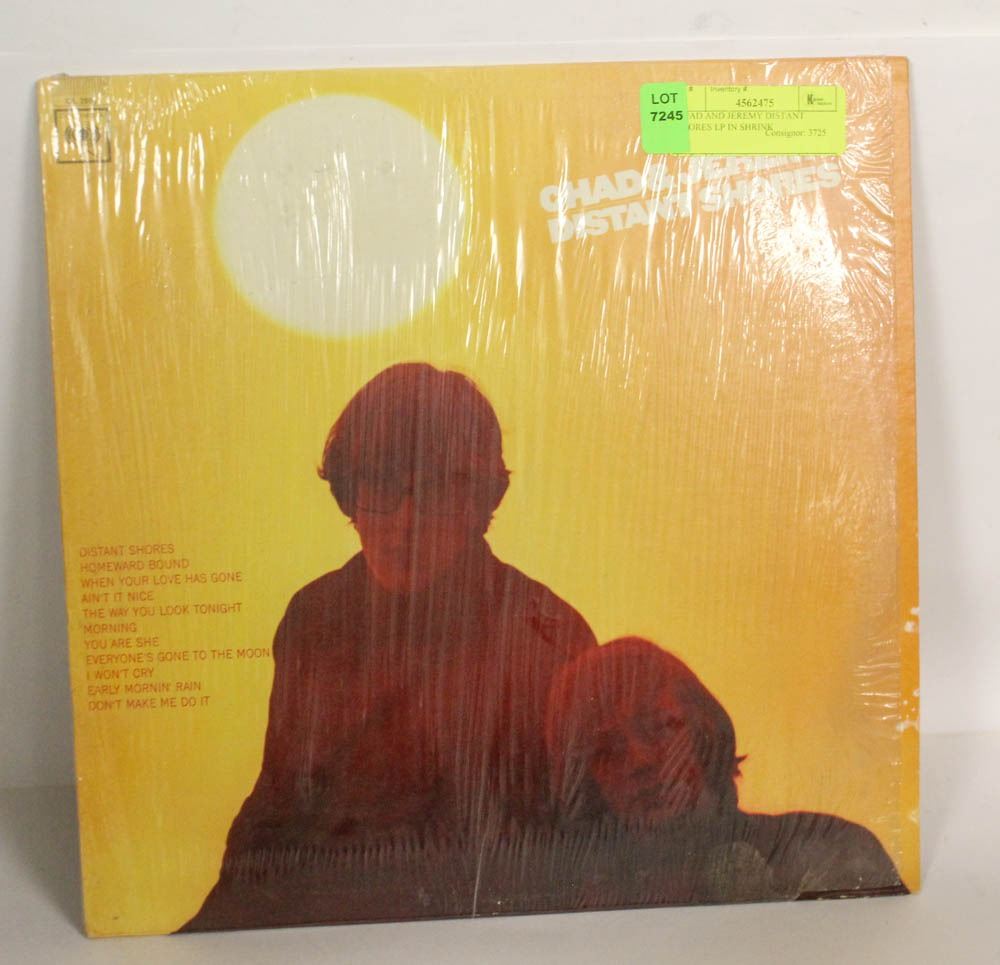 LOT
7245
Inventory #
4562475
AND JEREMY DISTANT
LP IN SHRINK
Consignor: 3725
CHAD &
DISTANT SHORES
DISTANT SHORES
HOMEWARD BOUND
WHEN YOUR LOVE HAS GONE
AIN'T IT NICE
THE WAY YOU LOOK TONIGHT
MORNING
YOU ARE SHE
EVERYONE'S GONE TO THE MOON
I WON'T CRY
EARLY MORNIN' RAIN
DON'T MAKE ME DO IT